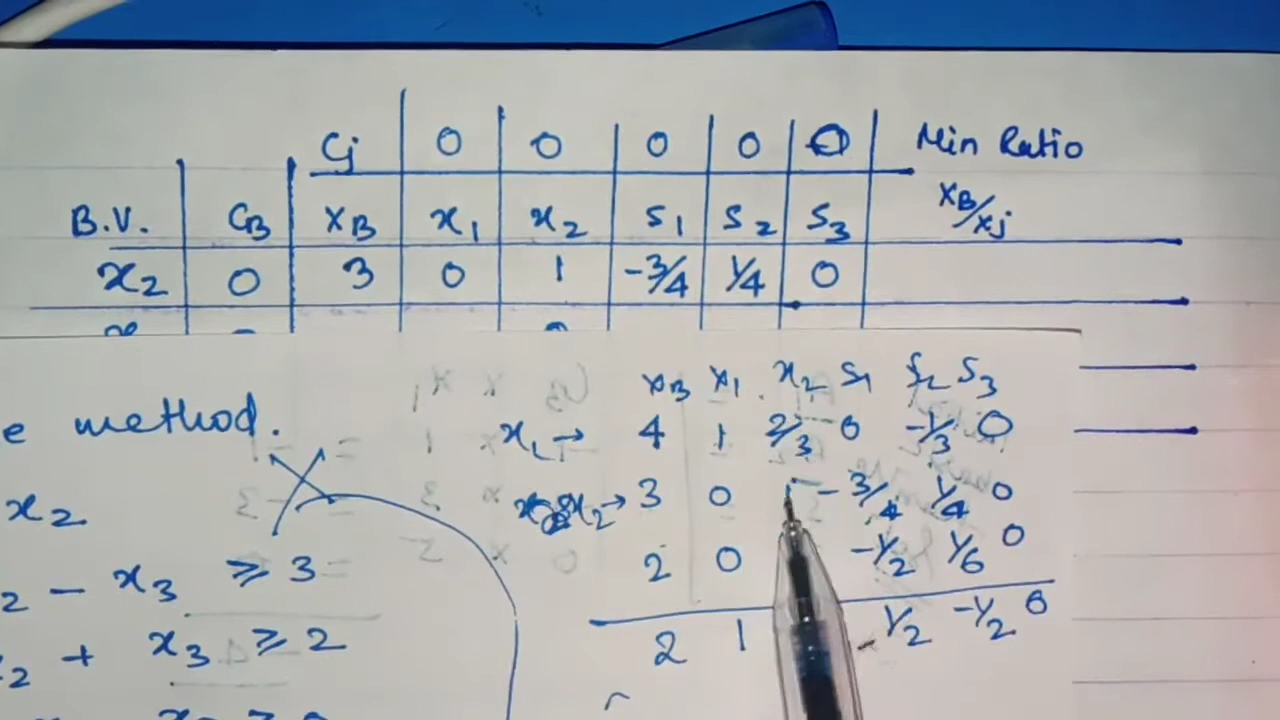 Cj 0 0 0 0 0 Min Ratio
B.V. CB XB x1 x2 s1 s2 s3 XB/xj
x2 0 3 0 1 -3/4 1/4 0
XB x1 x2 s1 s2 s3
e method. x1 → 4 1 2/3 0 -1/3 0
x2 x2 → 3 0 1 -3/4 1/4 0
2 - x3 ≥ 3 2 0 -1/2 1/6 0
2 + x3 ≥ 2 2 1 1/2 -1/2 0